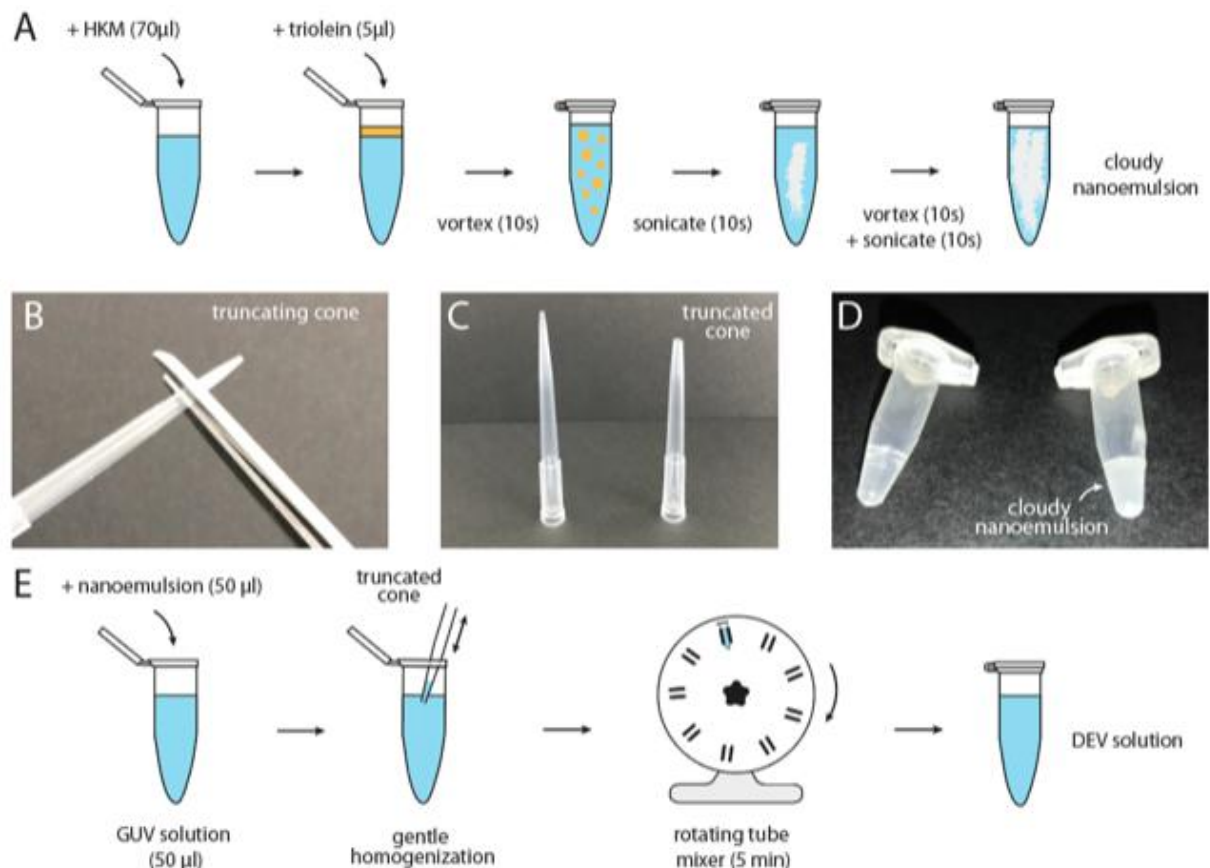 A
+ HKM (70μl)
+ triolein (5μl)
vortex (10s)
sonicate (10s)
vortex (10s)
+ sonicate (10s)
cloudy
nanoemulsion
B
truncating cone
C
truncated
cone
D
cloudy
nanoemulsion
E
+ nanoemulsion (50 μl)
truncated
cone
GUV solution
(50 μl)
gentle
homogenization
rotating tube
mixer (5 min)
DEV solution